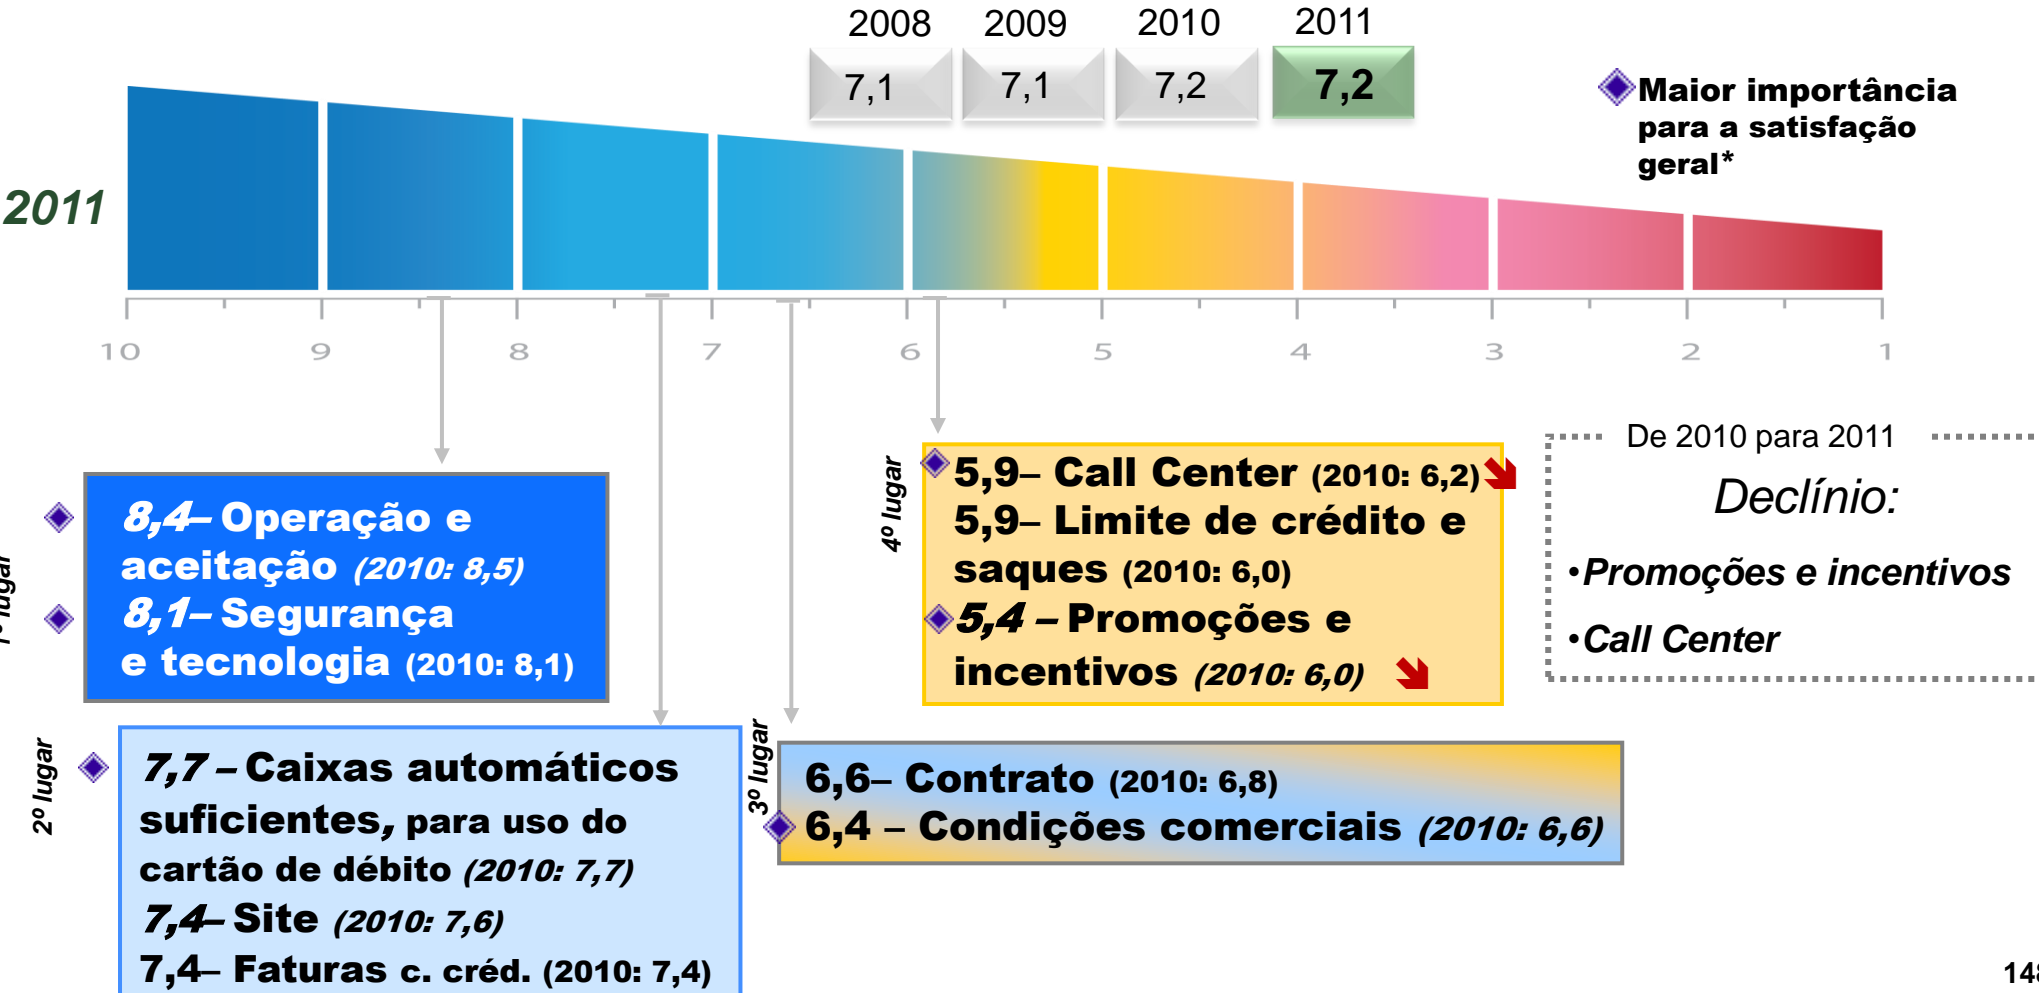 2008 2009 2010 2011
7,1 7,1 7,2 7,2
Maior importância
para a satisfação
geral*
2011
10 9 8 7 6 5 4 3 2 1
1º lugar
8,4– Operação e
aceitação (2010: 8,5)
8,1– Segurança
e tecnologia (2010: 8,1)
2º lugar
7,7 – Caixas automáticos
suficientes, para uso do
cartão de débito (2010: 7,7)
7,4– Site (2010: 7,6)
7,4– Faturas c. créd. (2010: 7,4)
3º lugar
6,6– Contrato (2010: 6,8)
6,4 – Condições comerciais (2010: 6,6)
4º lugar
5,9– Call Center (2010: 6,2)
5,9– Limite de crédito e
saques (2010: 6,0)
5,4 – Promoções e
incentivos (2010: 6,0)
De 2010 para 2011
Declínio:
•Promoções e incentivos
•Call Center
148